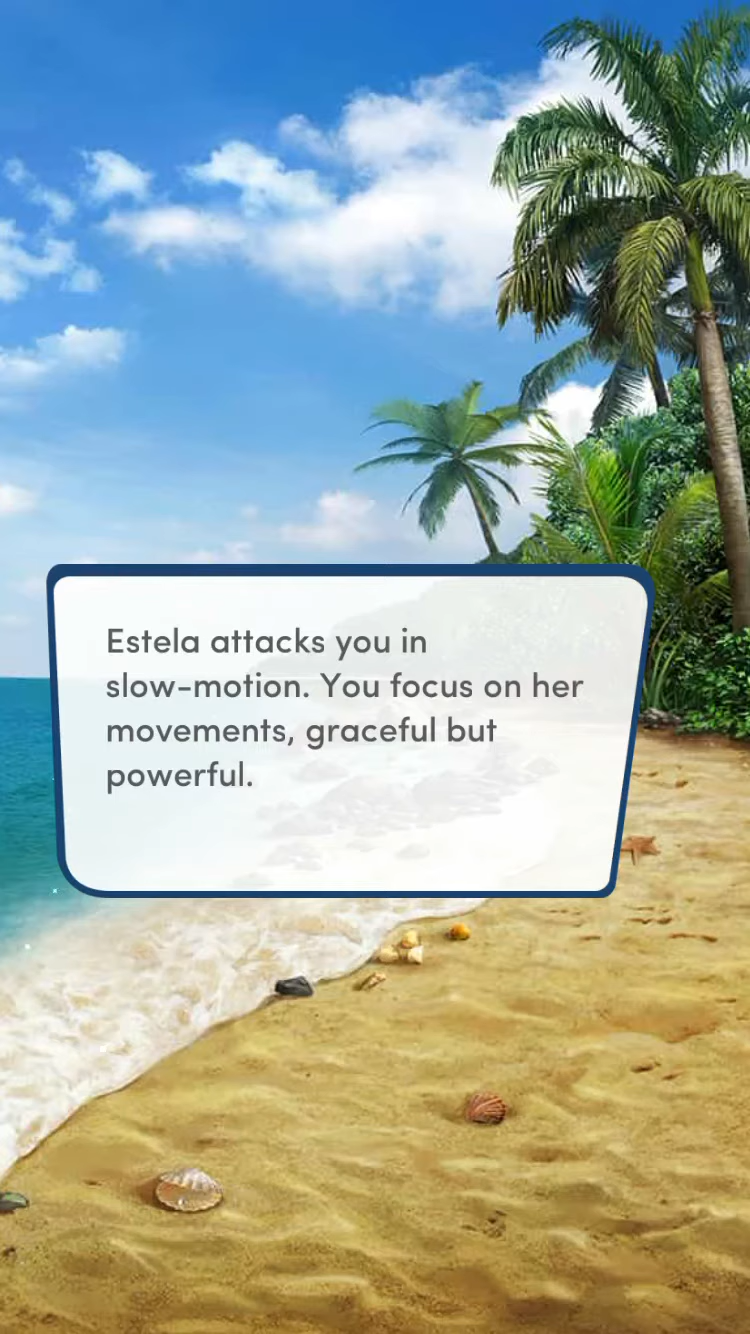 Estela attacks you in
slow-motion. You focus on her
movements, graceful but
powerful.